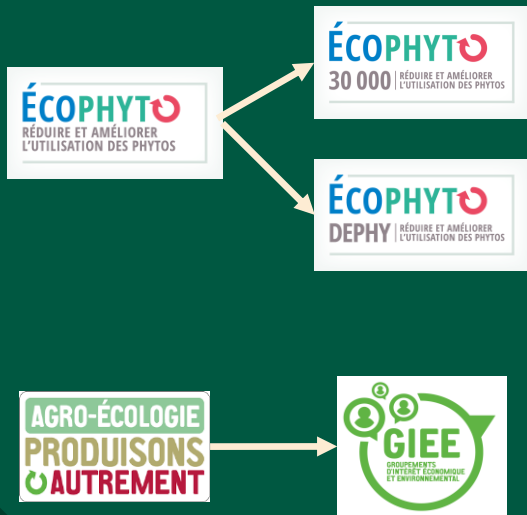 ÉCOPHYTO
RÉDUIRE ET AMÉLIORER
L'UTILISATION DES PHYTOS
ÉCOPHYTO
30 000 | RÉDUIRE ET AMÉLIORER
L'UTILISATION DES PHYTOS
ÉCOPHYTO
DEPHY | RÉDUIRE ET AMÉLIORER
L'UTILISATION DES PHYTOS
AGRO-ÉCOLOGIE
PRODUISONS
AUTREMENT
GIEE
GROUPEMENTS
D'INTÉRÊT ÉCONOMIQUE
ET ENVIRONNEMENTAL